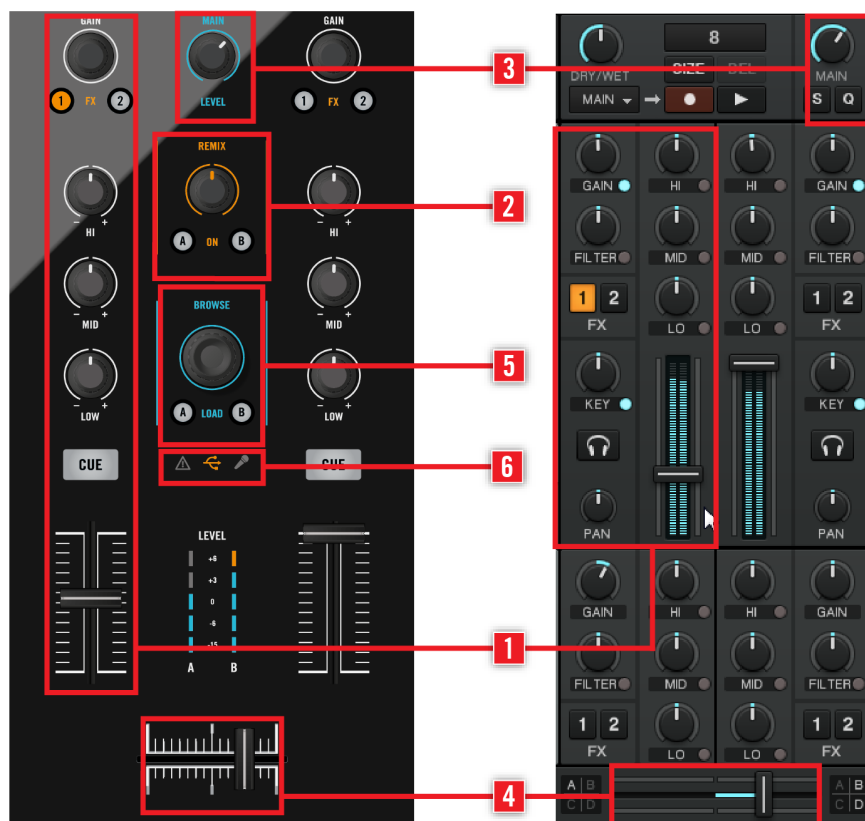 GAIN MAIN GAIN
1 FX 2 LEVEL 1 FX 2
REMIX
- + - +
HI A ON B HI
- + - +
MID BROWSE MID
- + - +
LOW A LOAD B LOW
CUE CUE
LEVEL
+6
+3
0
-6
-15
A B
3
2
5
6
1
4
8
DRY/WET SIZE DEL MAIN
MAIN S Q
GAIN HI HI GAIN
FILTER MID MID FILTER
1 2 1 2
FX LO LO FX
KEY KEY
PAN PAN
GAIN HI HI GAIN
FILTER MID MID FILTER
1 2 1 2
FX LO LO FX
A B A B
C D C D